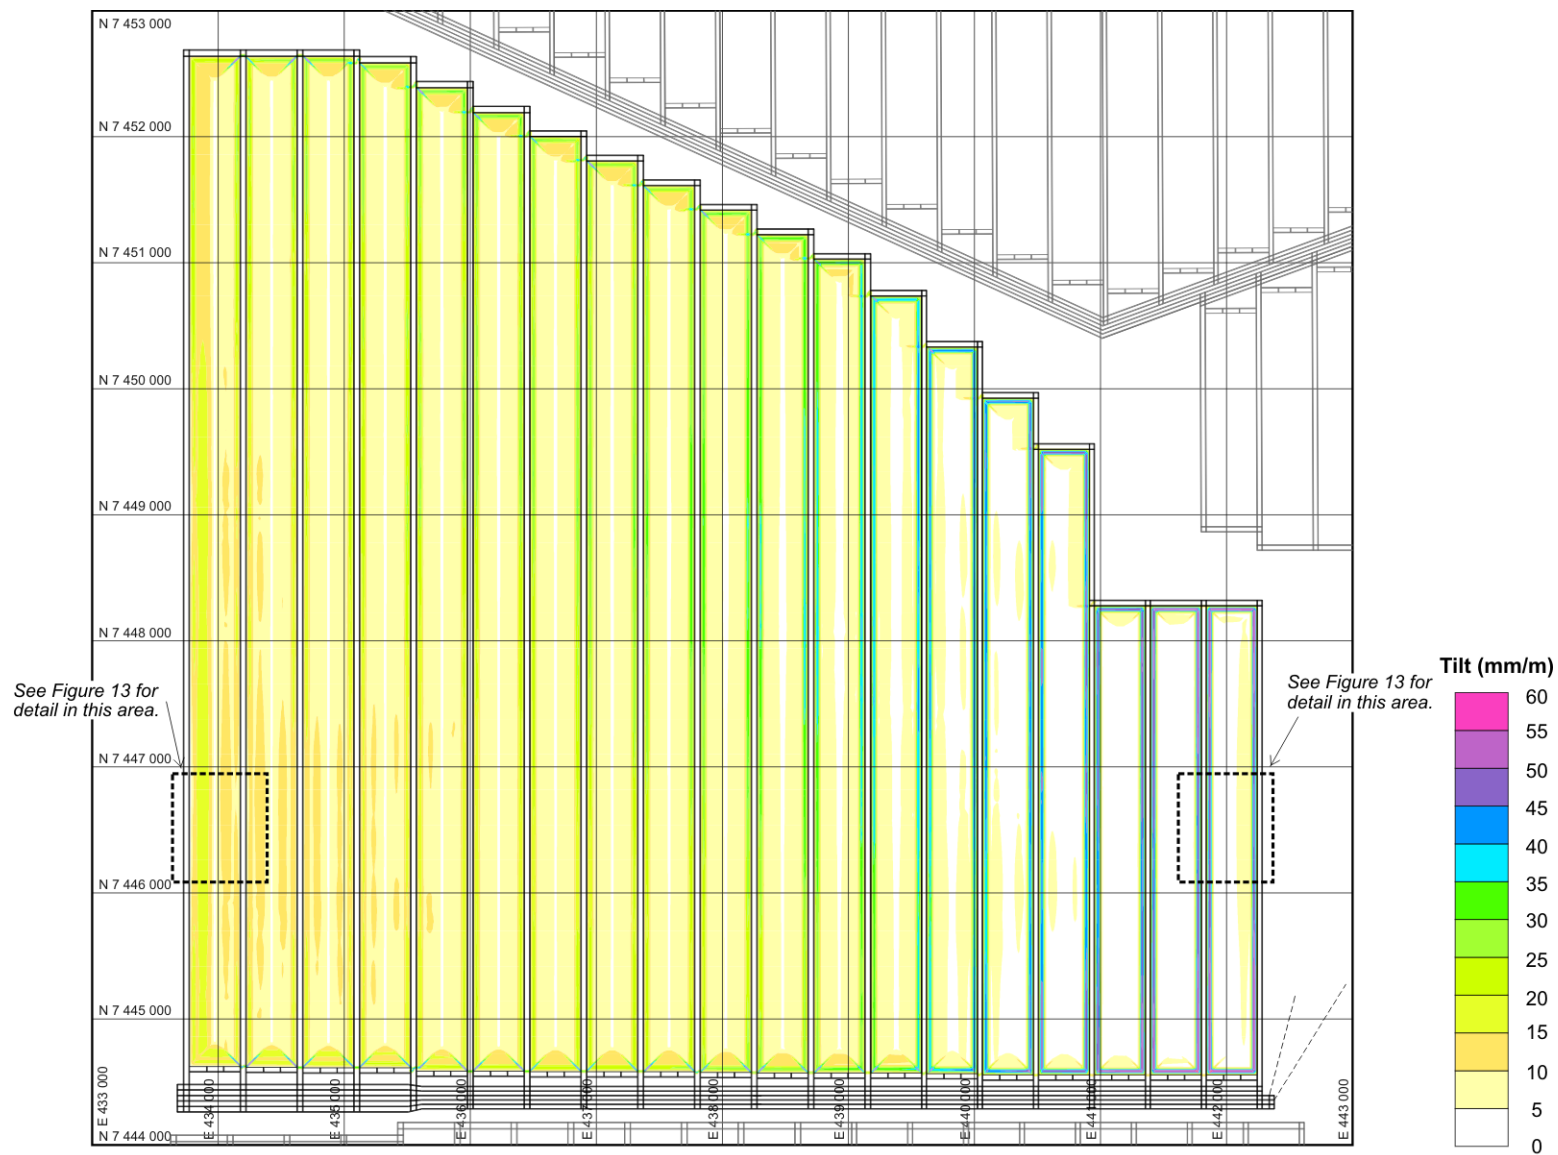 N 7 453 000
N 7 452 000
N 7 451 000
N 7 450 000
N 7 449 000
N 7 448 000
See Figure 13 for
detail in this area.
N 7 447 000
N 7 446 000
N 7 445 000
N 7 444 000
E 433 000
E 434 000
E 435 000
E 436 000
E 437 000
E 438 000
E 439 000
E 440 000
E 441 000
E 442 000
E 443 000
See Figure 13 for
detail in this area.
Tilt (mm/m)
60
55
50
45
40
35
30
25
20
15
10
5
0